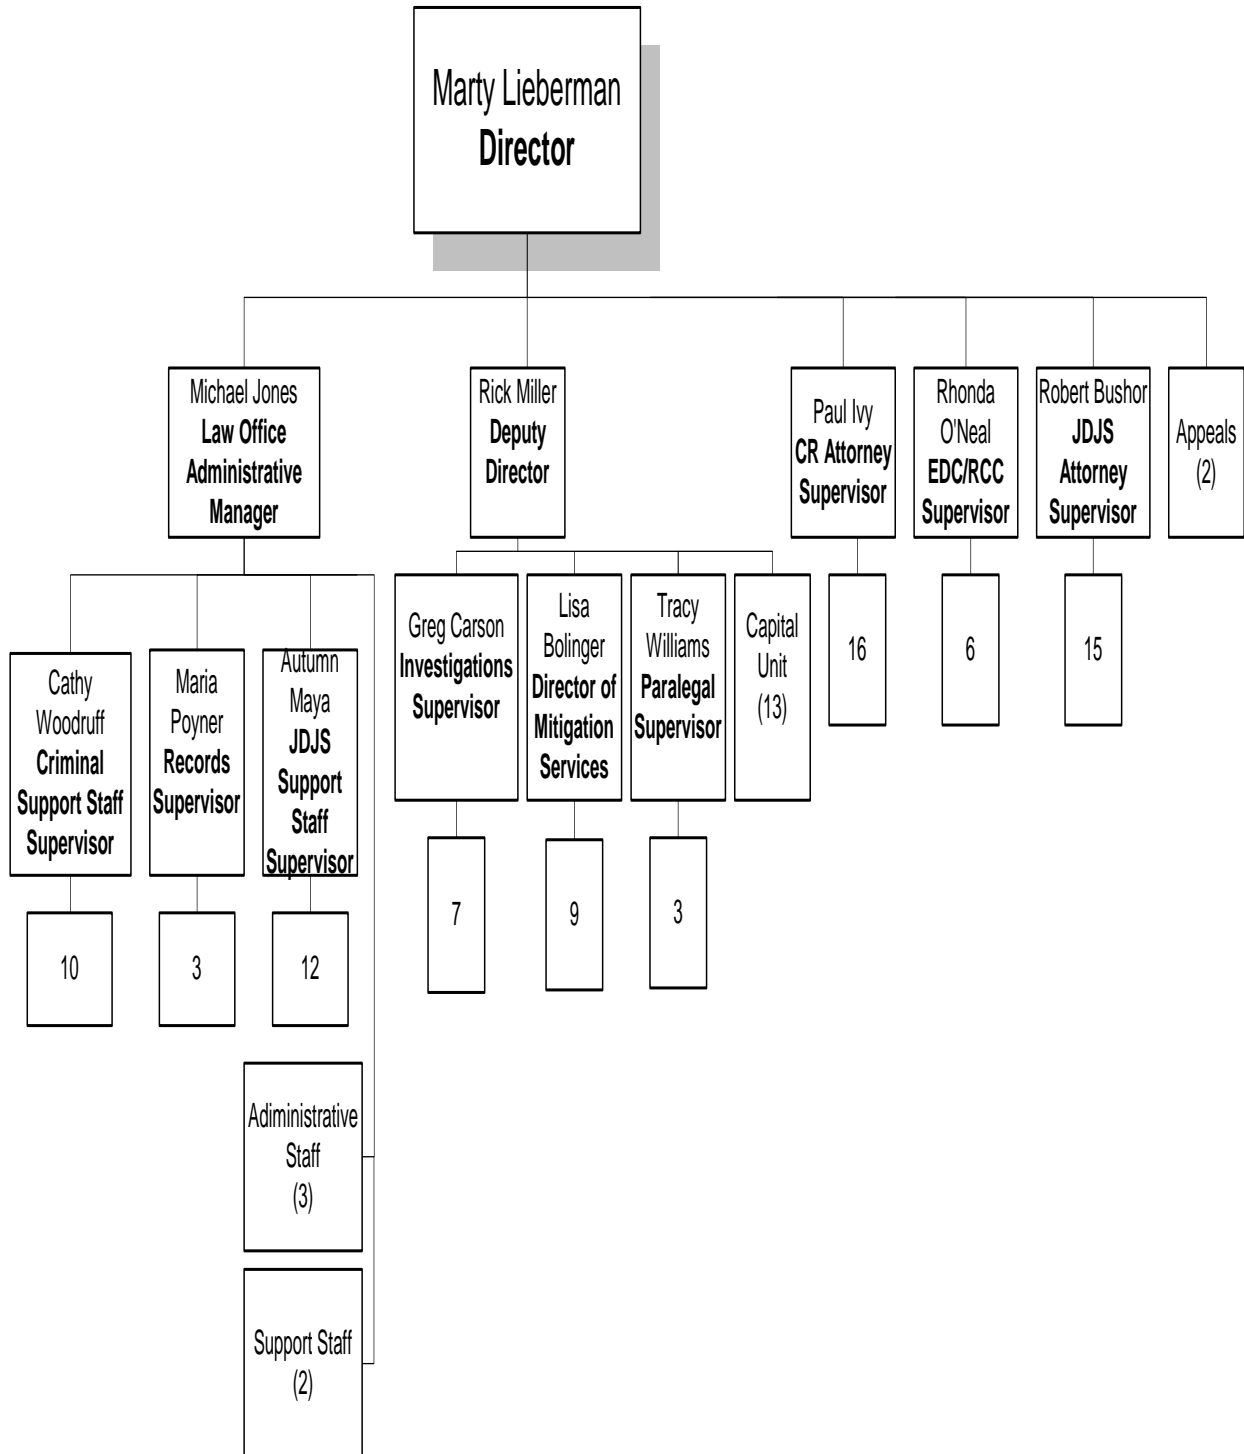 Marty Lieberman
Director
Michael Jones
Law Office
Administrative
Manager
Rick Miller
Deputy
Director
Paul Ivy
CR Attorney
Supervisor
Rhonda
O'Neal
EDC/RCC
Supervisor
Robert Bushor
JDJS
Attorney
Supervisor
Appeals
(2)
Cathy
Woodruff
Criminal
Support Staff
Supervisor
Maria
Poyner
Records
Supervisor
Autumn
Maya
JDJS
Support
Staff
Supervisor
Greg Carson
Investigations
Supervisor
Lisa
Bolinger
Director of
Mitigation
Services
Tracy
Williams
Paralegal
Supervisor
Capital
Unit
(13)
16
6
15
10
3
12
7
9
3
Adiministrative
Staff
(3)
Support Staff
(2)